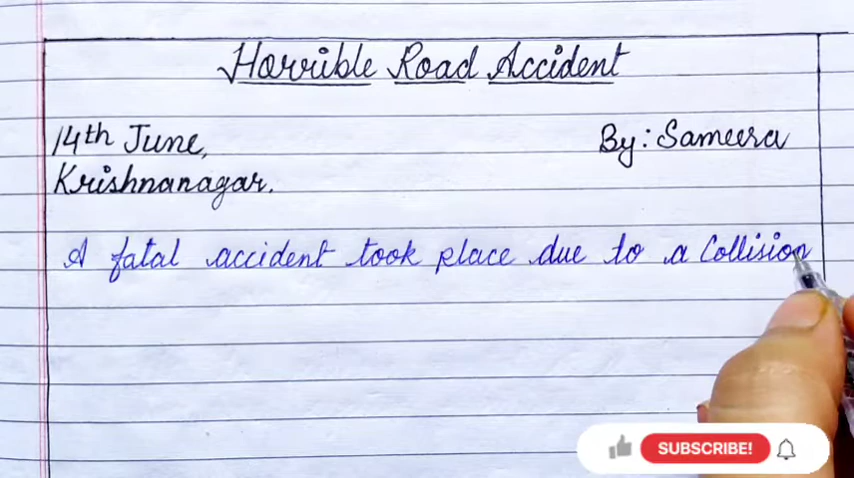 Horrible Road Accident
14th June,
By: Sameera
Krishnanagar.
A fatal accident took place due to a Collision
SUBSCRIBE!